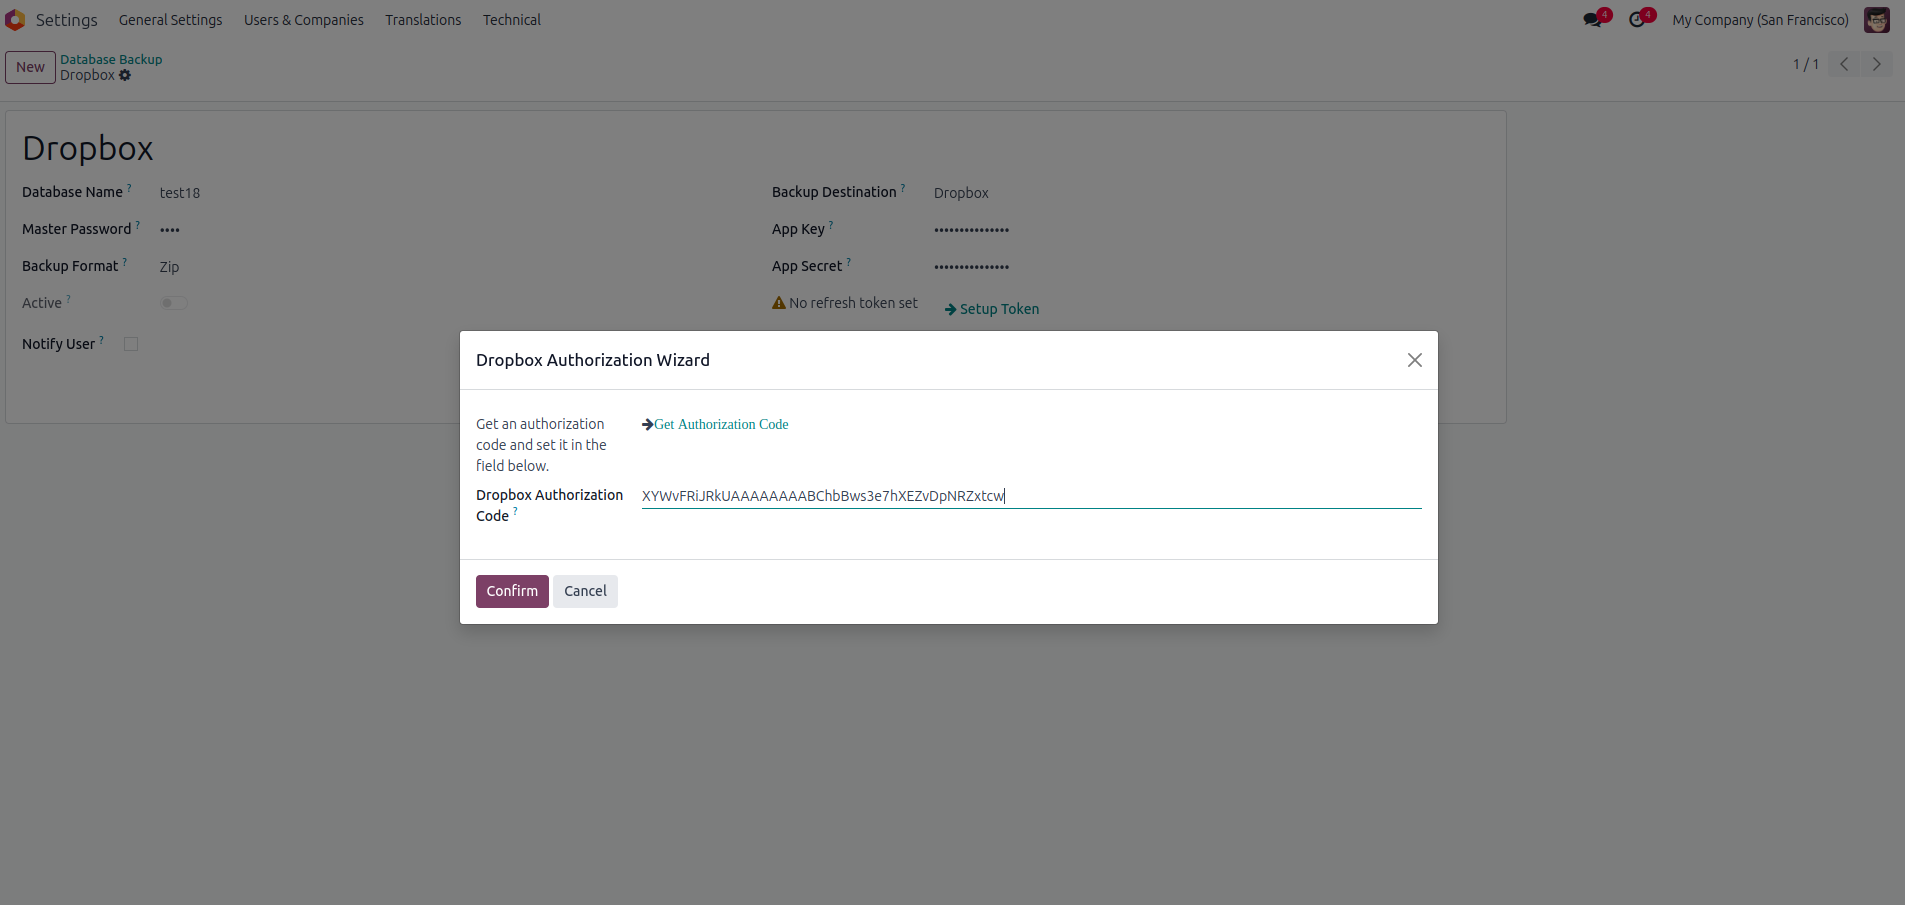 Settings General Settings Users & Companies Translations Technical 4 4 My Company (San Francisco)
New Database Backup
Dropbox 1 / 1
Dropbox
Database Name ? test18 Backup Destination ? Dropbox
Master Password ? •••• App Key ? •••••••••••••••
Backup Format ? Zip App Secret ? •••••••••••••••
Active ? No refresh token set Setup Token
Notify User ?
Dropbox Authorization Wizard
Get an authorization
code and set it in the
field below.
Get Authorization Code
Dropbox Authorization
Code ?
XYWvFRiJRkUAAAAAAAABChbBws3e7hXEZvDpNRZxtcw
Confirm Cancel